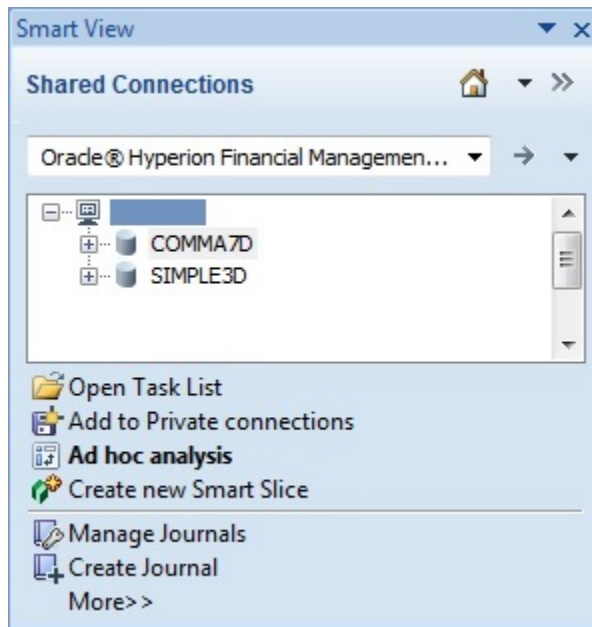 Smart View
Shared Connections
Oracle® Hyperion Financial Managemen...
COMMA7D
SIMPLE3D
Open Task List
Add to Private connections
Ad hoc analysis
Create new Smart Slice
Manage Journals
Create Journal
More>>